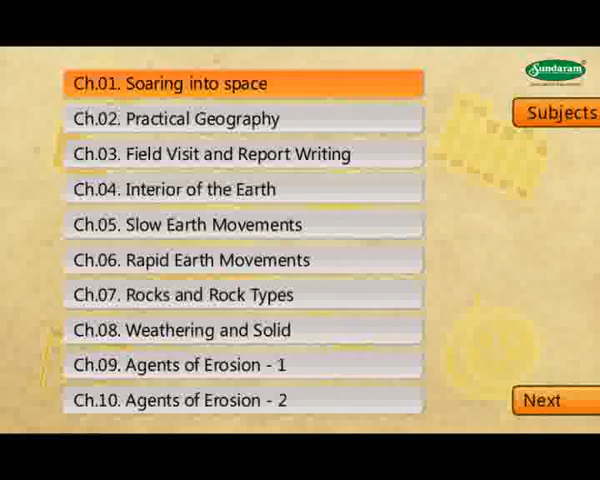 Ch.01. Soaring into space
Sundaram
Ch.02. Practical Geography
Subjects
Ch.03. Field Visit and Report Writing
Ch.04. Interior of the Earth
Ch.05. Slow Earth Movements
Ch.06. Rapid Earth Movements
Ch.07. Rocks and Rock Types
Ch.08. Weathering and Solid
Ch.09. Agents of Erosion - 1
Ch.10. Agents of Erosion - 2
Next